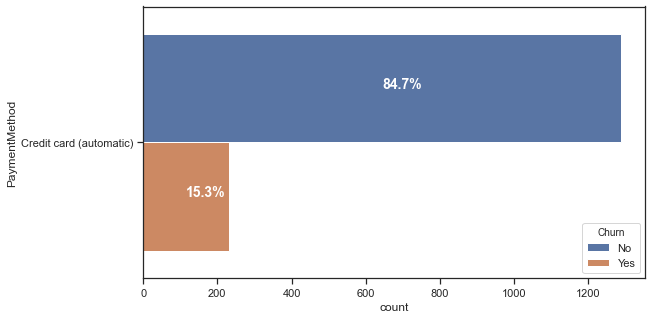 84.7%
PaymentMethod
Credit card (automatic)
15.3%
Churn
No
Yes
0 200 400 600 800 1000 1200
count